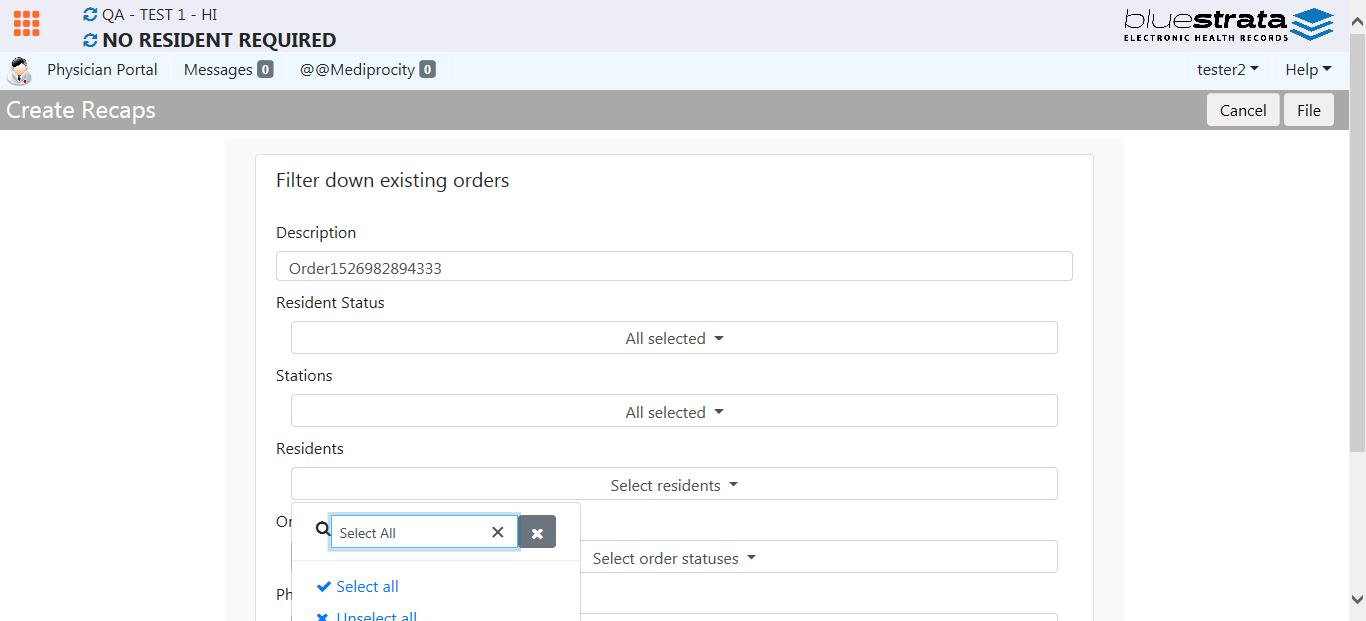 QA - TEST 1 - HI
NO RESIDENT REQUIRED
bluestrata
ELECTRONIC HEALTH RECORDS
Physician Portal Messages 0 @@Mediprocity 0 tester2 Help
Create Recaps Cancel File
Filter down existing orders
Description
Order1526982894333
Resident Status
All selected
Stations
All selected
Residents
Select residents
Or
Select All
Select order statuses
Select all
Ph
Unselect all